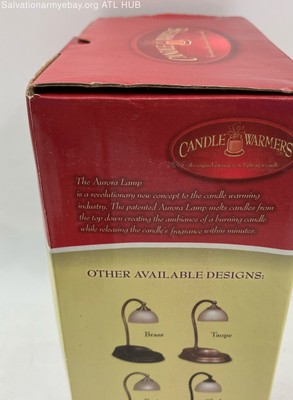 Salvationarmyebay.org ATL HUB
CANDLE WARMERS
The Aurora Lamp
is a revolutionary new concept to the candle warming
industry. The patented Aurora Lamp melts candles from
the top down creating the ambiance of a burning candle
while releasing the candle's fragrance within minutes.
OTHER AVAILABLE DESIGNS:
Brass
Taupe